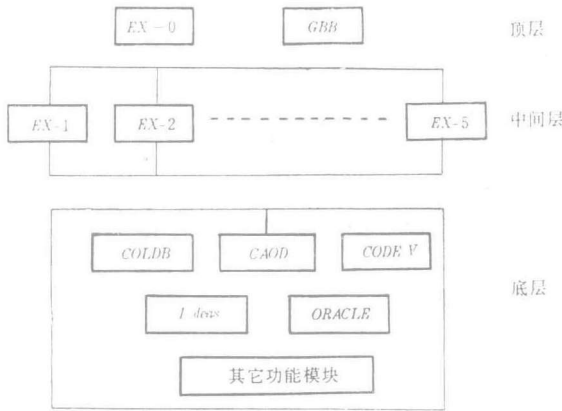 EX-0 GBB 顶层
EX-1 EX-2 EX-5 中间层
COLDB CAOD CODE V
底层
I deas ORACLE
其它功能模块